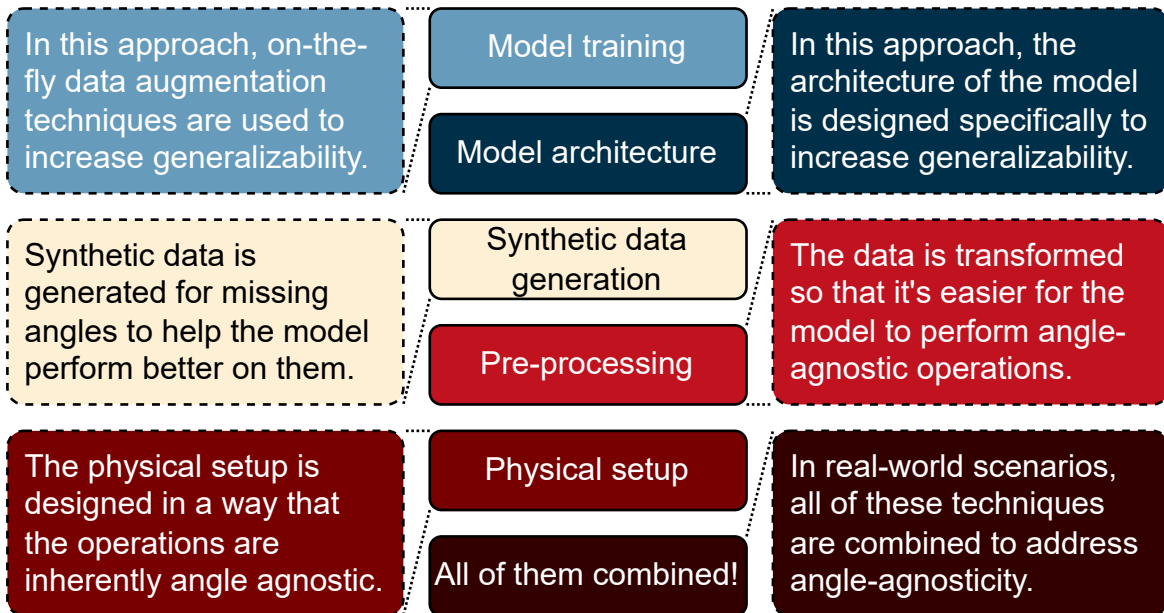 In this approach, on-the-
fly data augmentation
techniques are used to
increase generalizability.
Model training
Model architecture
In this approach, the
architecture of the model
is designed specifically to
increase generalizability.
Synthetic data is
generated for missing
angles to help the model
perform better on them.
Synthetic data
generation
Pre-processing
The data is transformed
so that it's easier for the
model to perform angle-
agnostic operations.
The physical setup is
designed in a way that
the operations are
inherently angle agnostic.
Physical setup
All of them combined!
In real-world scenarios,
all of these techniques
are combined to address
angle-agnosticity.